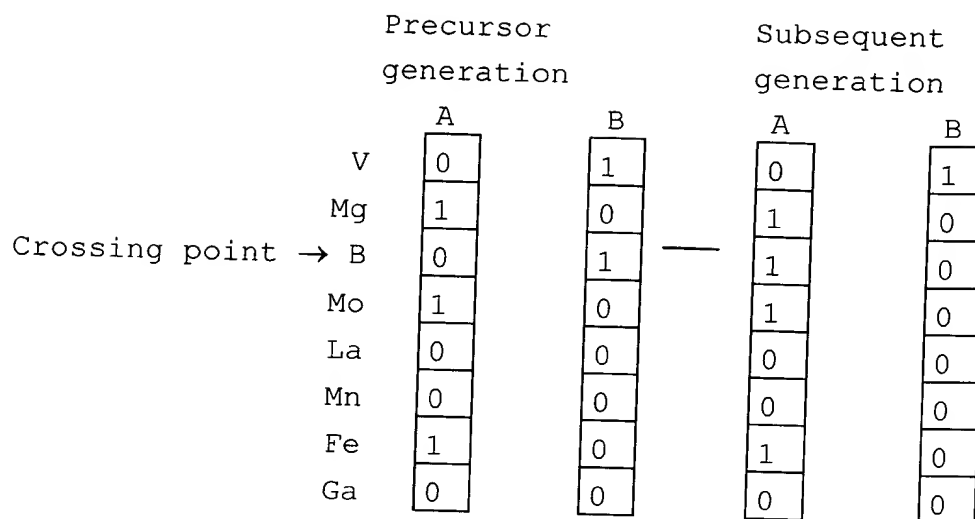 Precursor generation Subsequent generation
A B A B
V 0 1 0 1
Mg 1 0 1 0
Crossing point → B 0 1 — 1 0
Mo 1 0 1 0
La 0 0 0 0
Mn 0 0 0 0
Fe 1 0 1 0
Ga 0 0 0 0